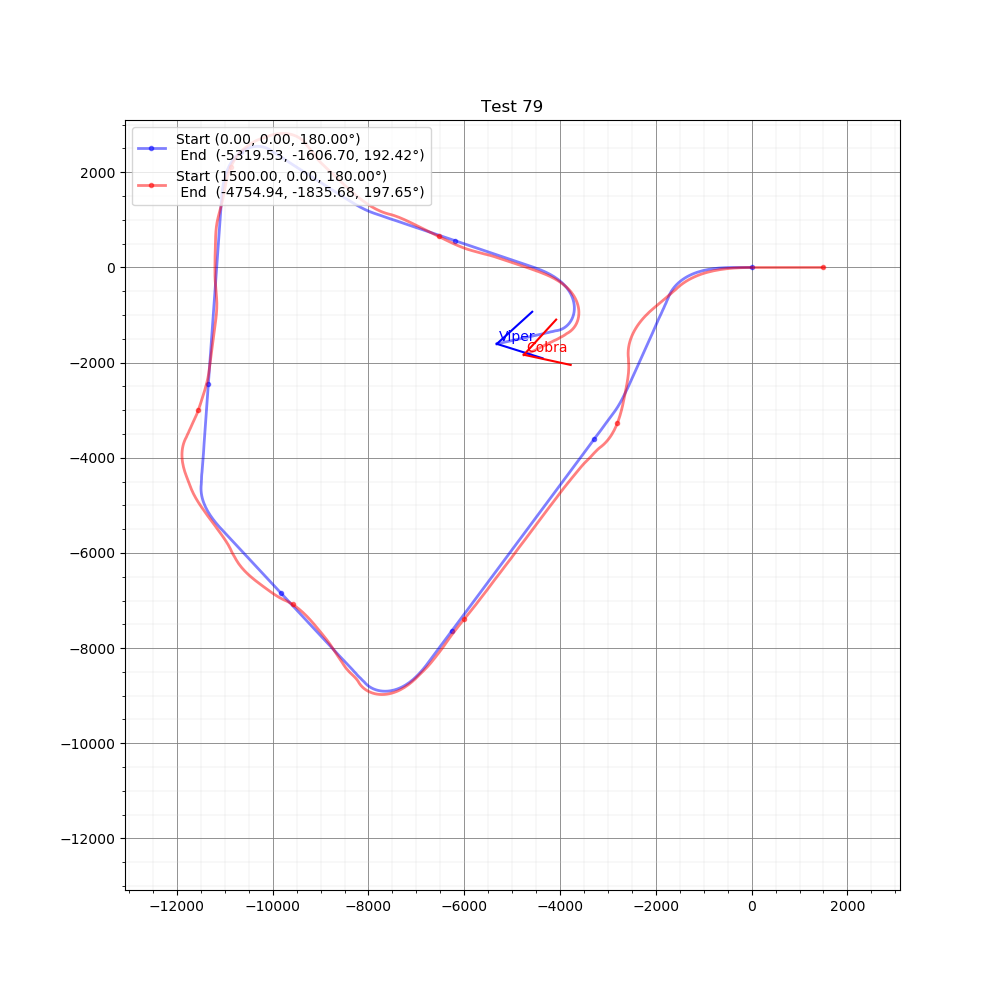 Test 79
Start (0.00, 0.00, 180.00°)
End (-5319.53, -1606.70, 192.42°)
Start (1500.00, 0.00, 180.00°)
End (-4754.94, -1835.68, 197.65°)
2000
0
−2000
−4000
−6000
−8000
−10000
−12000
Viper
Cobra
−12000 −10000 −8000 −6000 −4000 −2000 0 2000